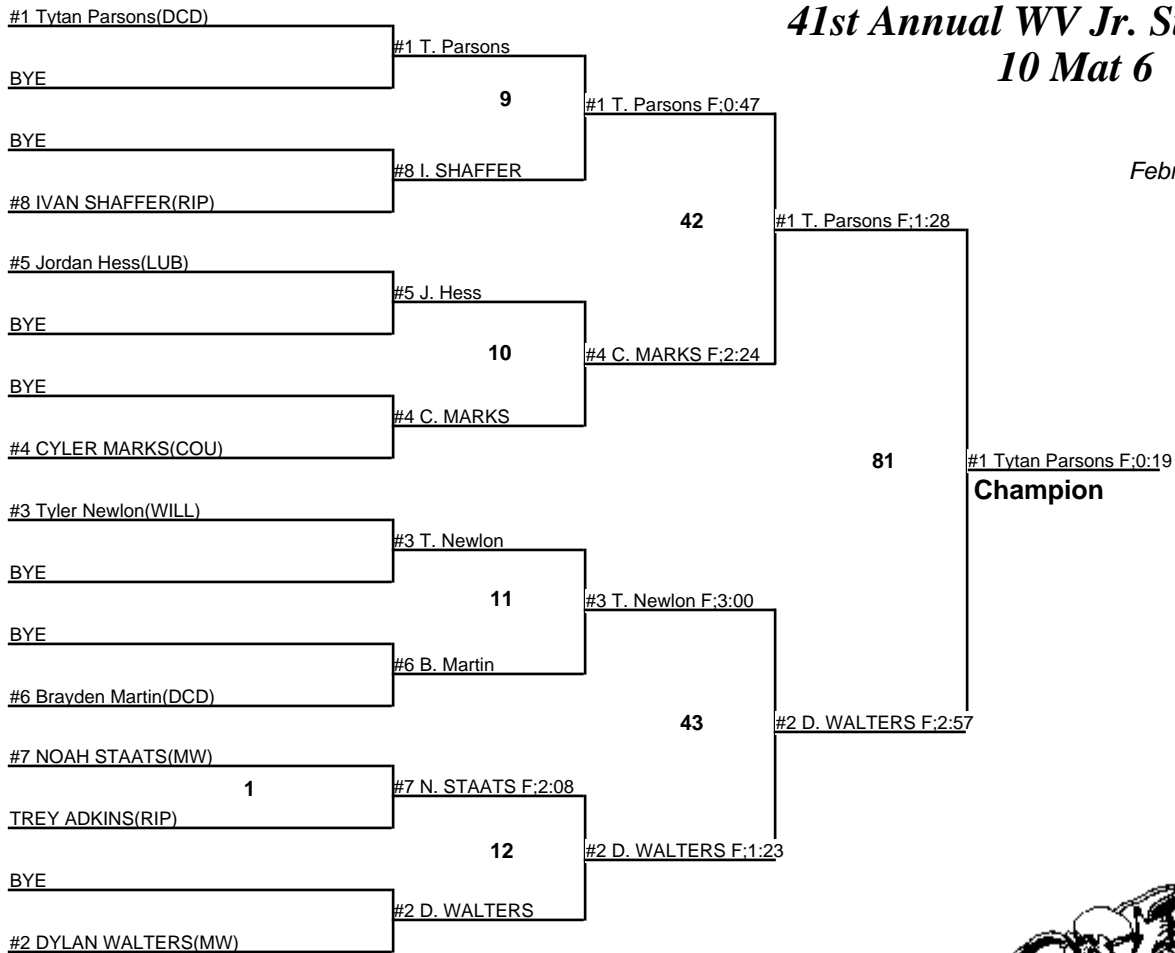 41st Annual WV Jr.
10 Mat 6
#1 Tytan Parsons(DCD)
BYE
BYE
#8 IVAN SHAFFER(RIP)
#5 Jordan Hess(LUB)
BYE
BYE
#4 CYLER MARKS(COU)
#3 Tyler Newlon(WILL)
BYE
BYE
#6 Brayden Martin(DCD)
#7 NOAH STAATS(MW)
1
TREY ADKINS(RIP)
BYE
#2 DYLAN WALTERS(MW)
#1 T. Parsons
9
#8 I. SHAFFER
#5 J. Hess
10
#4 C. MARKS
#3 T. Newlon
11
#6 B. Martin
#7 N. STAATS F;2:08
12
#2 D. WALTERS
#1 T. Parsons F;0:47
42
#4 C. MARKS F;2:24
#3 T. Newlon F;3:00
43
#2 D. WALTERS F;1:23
#1 T. Parsons F;1:28
81
#2 D. WALTERS F;2:57
#1 Tytan Parsons F;0:19
Champion